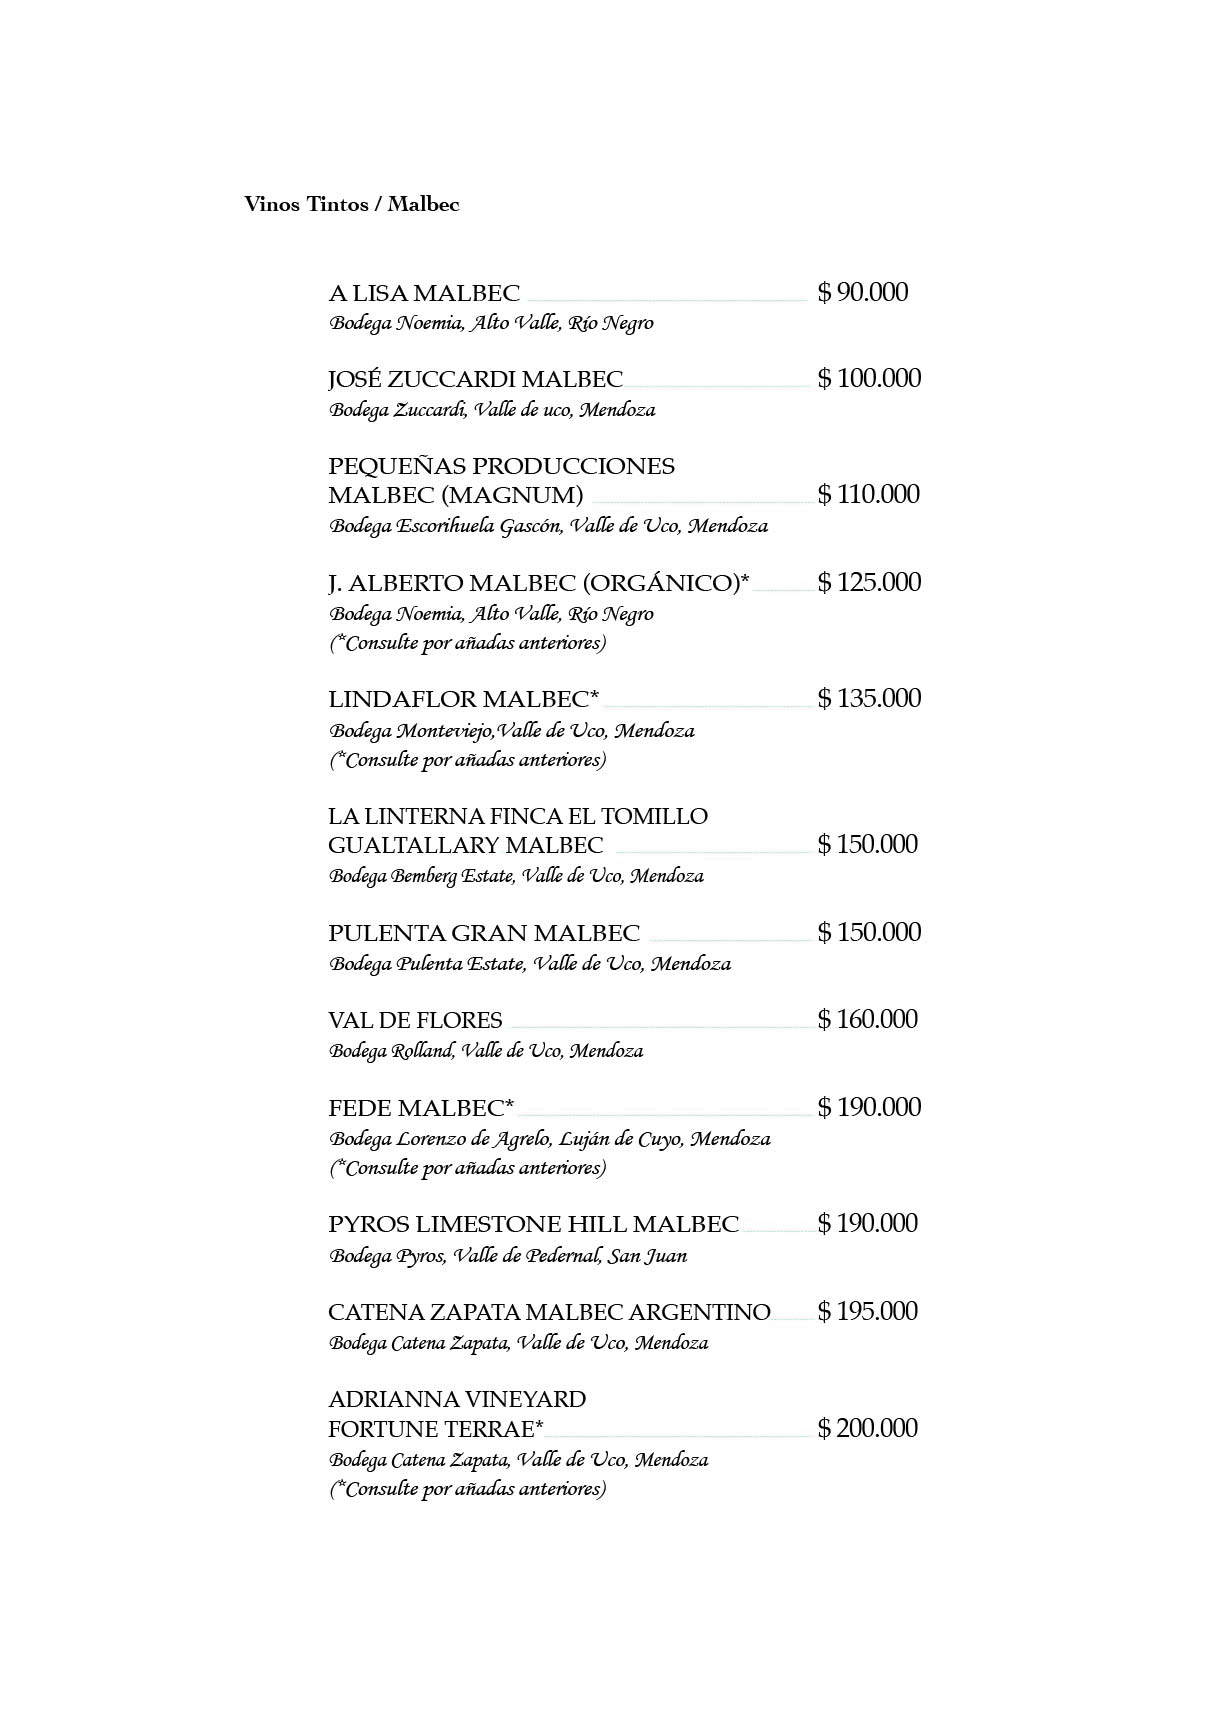 Vinos Tintos / Malbec
A LISA MALBEC $ 90.000
Bodega Noemia, Alto Valle, Río Negro
JOSÉ ZUCCARDI MALBEC $ 100.000
Bodega Zuccardi, Valle de uco, Mendoza
PEQUEÑAS PRODUCCIONES
MALBEC (MAGNUM) $ 110.000
Bodega Escorihuela Gascón, Valle de Uco, Mendoza
J. ALBERTO MALBEC (ORGÁNICO)* $ 125.000
Bodega Noemia, Alto Valle, Río Negro
(*Consulte por añadas anteriores)
LINDAFLOR MALBEC* $ 135.000
Bodega Monteviejo,Valle de Uco, Mendoza
(*Consulte por añadas anteriores)
LA LINTERNA FINCA EL TOMILLO
GUALTALLARY MALBEC $ 150.000
Bodega Bemberg Estate, Valle de Uco, Mendoza
PULENTA GRAN MALBEC $ 150.000
Bodega Pulenta Estate, Valle de Uco, Mendoza
VAL DE FLORES $ 160.000
Bodega Rolland, Valle de Uco, Mendoza
FEDE MALBEC* $ 190.000
Bodega Lorenzo de Agrelo, Luján de Cuyo, Mendoza
(*Consulte por añadas anteriores)
PYROS LIMESTONE HILL MALBEC $ 190.000
Bodega Pyros, Valle de Pedernal, San Juan
CATENA ZAPATA MALBEC ARGENTINO $ 195.000
Bodega Catena Zapata, Valle de Uco, Mendoza
ADRIANNA VINEYARD
FORTUNE TERRAE* $ 200.000
Bodega Catena Zapata, Valle de Uco, Mendoza
(*Consulte por añadas anteriores)